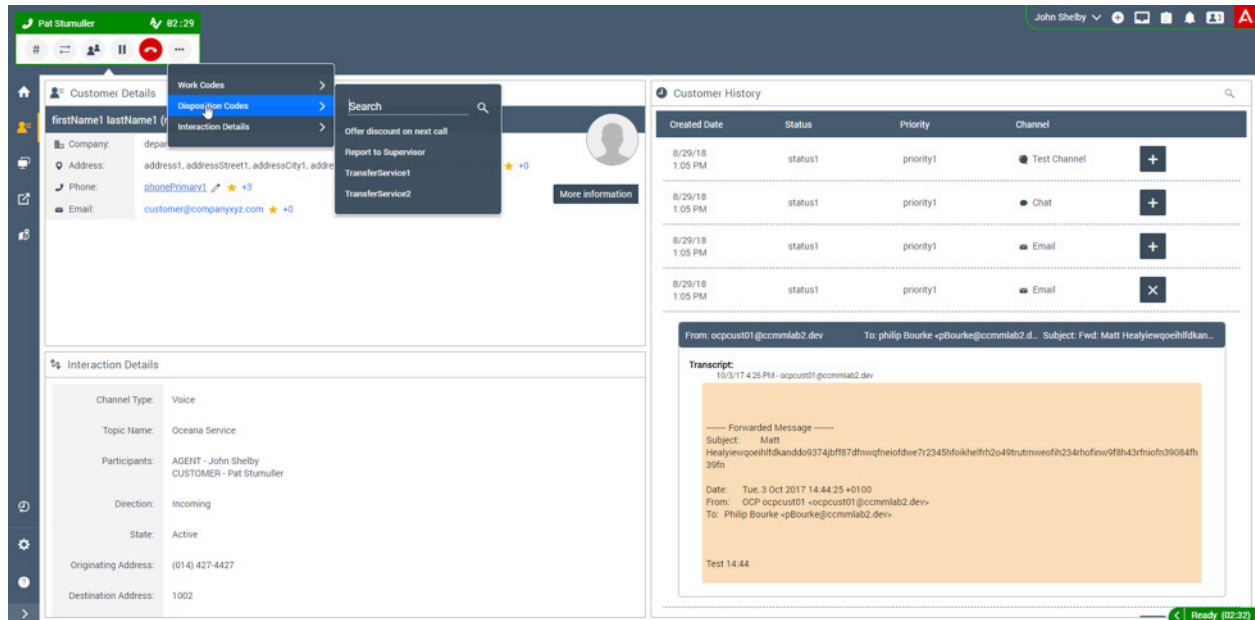 Pat Stumuller 02:29
John Shelby
#
Work Codes
Disposition Codes
Interaction Details
Search
Offer discount on next call
Report to Supervisor
TransferService1
TransferService2
Customer Details
firstName1 lastName1
Company:
Address: address1, addressStreet1, addressCity1, +0
Phone: phonePrimary1 +3
Email: customer@companyxyz.com +0
More information
Interaction Details
Channel Type: Voice
Topic Name: Oceana Service
Participants: AGENT - John Shelby
CUSTOMER - Pat Stumuller
Direction: Incoming
State: Active
Originating Address: (014) 427-4427
Destination Address: 1002
Customer History
Created Date Status Priority Channel
8/29/18
1:05 PM status1 priority1 Test Channel
8/29/18
1:05 PM status1 priority1 Chat
8/29/18
1:05 PM status1 priority1 Email
8/29/18
1:05 PM status1 priority1 Email
From: ocpcust01@ccmmlab2.dev To: philip Bourke <pBourke@ccmmlab2.d... Subject: Fwd: Matt
Transcript:
10/3/17 4:26 PM - ocpcust01@ccmmlab2.dev
------ Forwarded Message ------
Subject: Matt
39fn
Date: Tue, 3 Oct 2017 14:44:25 +0100
From: OCP ocpcust01 <ocpcust01@ccmmlab2.dev>
To: Philip Bourke <pBourke@ccmmlab2.dev>
Test 14:44
Ready (02:32)